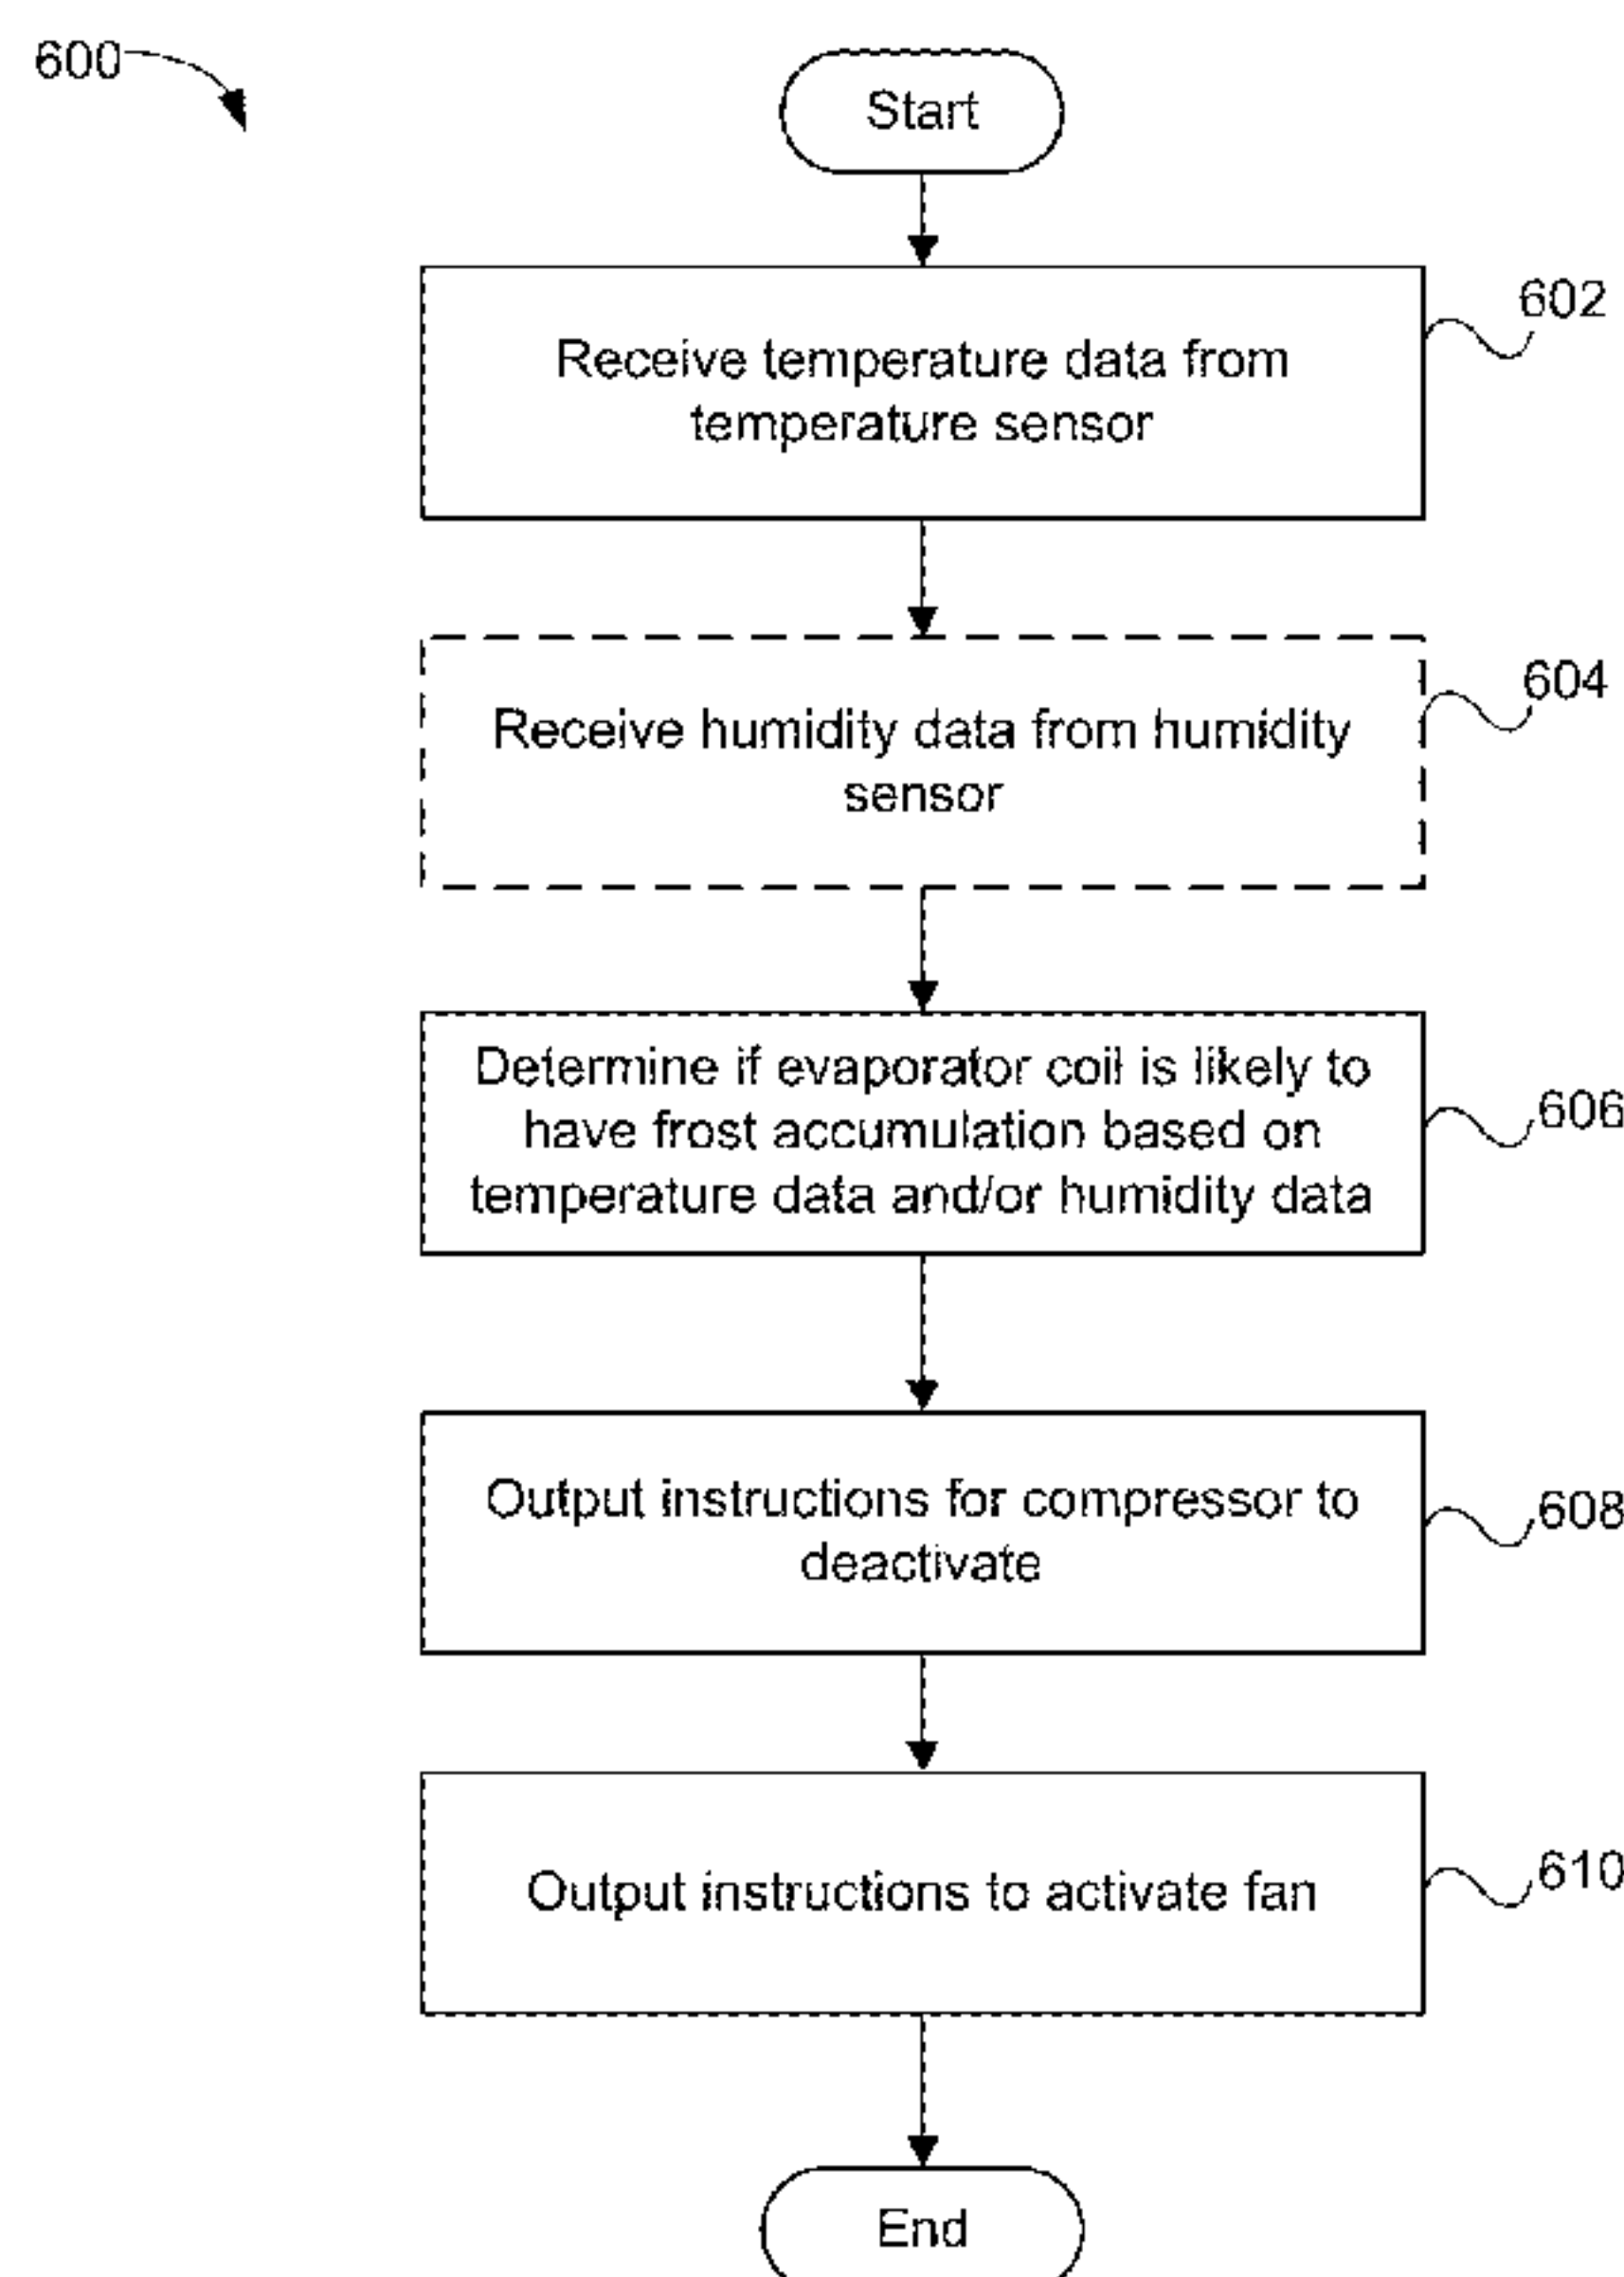 600
Start
Receive temperature data from
temperature sensor
602
Receive humidity data from humidity
sensor
604
Determine if evaporator coil is likely to
have frost accumulation based on
temperature data and/or humidity data
606
Output instructions for compressor to
deactivate
608
Output instructions to activate fan
610
End